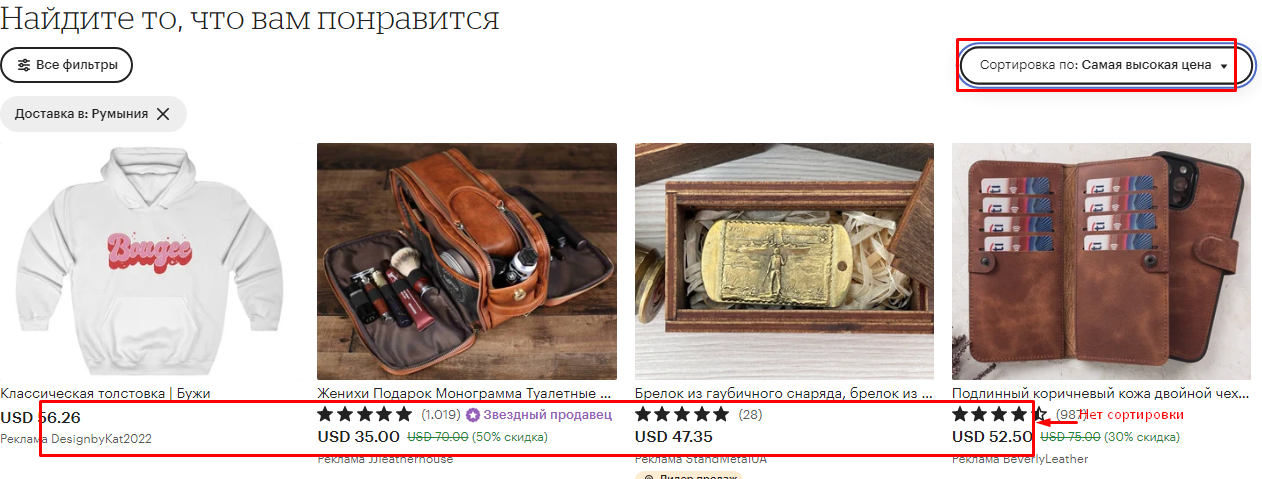 Найдите то, что вам понравится
Все фильтры
Сортировка по: Самая высокая цена
Доставка в: Румыния
Bougee
Классическая толстовка | Бужи
USD 56.26
Реклама DesignbyKat2022
Женихи Подарок Монограмма Туалетные ...
(1.019) Звездный продавец
USD 35.00 USD 70.00 (50% скидка)
Реклама JJleatherhouse
Брелок из гаубичного снаряда, брелок из ...
(28)
USD 47.35
Реклама StandMetalUA
Лидер продаж
Подлинный коричневый кожа двойной чех...
(987) Нет сортировки
USD 52.50 USD 75.00 (30% скидка)
Реклама BeverlyLeather